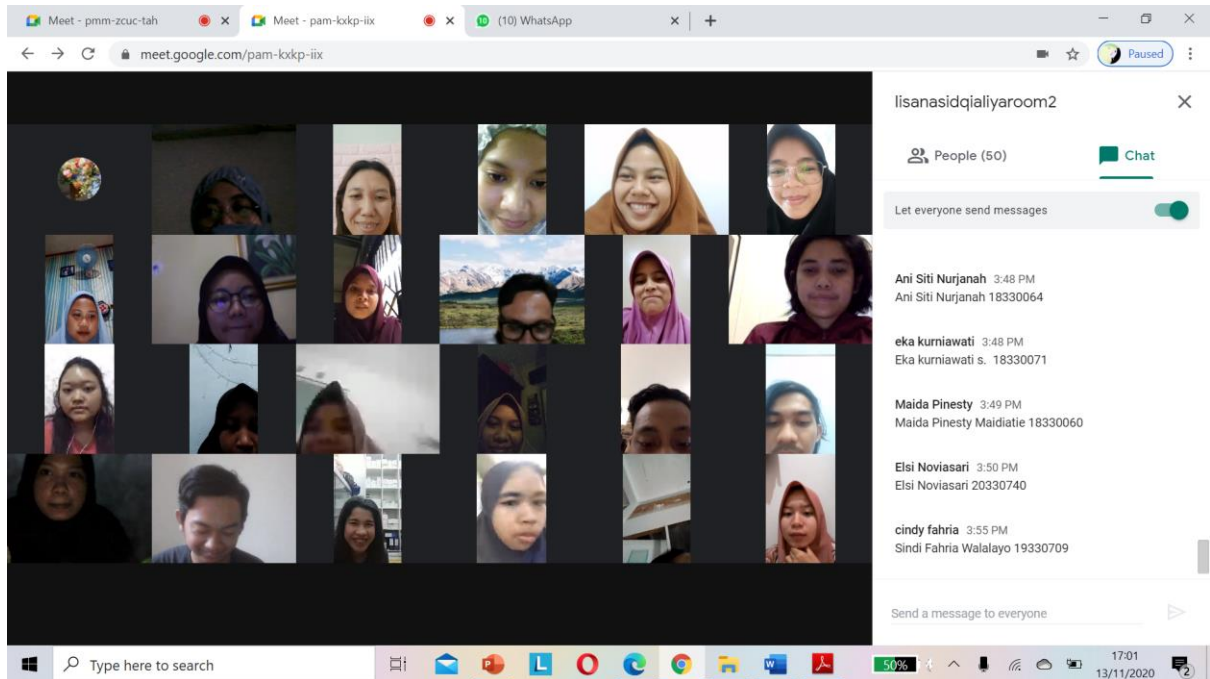 Meet - pmm-zcuc-tah
Meet - pam-kxkp-iix
(10) WhatsApp
meet.google.com/pam-kxkp-iix
Paused
lisanasidqialiyaroom2
People (50)
Chat
Let everyone send messages
Ani Siti Nurjanah 3:48 PM
Ani Siti Nurjanah 18330064
eka kurniawati 3:48 PM
Eka kurniawati s. 18330071
Maida Pinesty 3:49 PM
Maida Pinesty Maidiatie 18330060
Elsi Noviasari 3:50 PM
Elsi Noviasari 20330740
cindy fahria 3:55 PM
Sindi Fahria Walalayo 19330709
Send a message to everyone
Type here to search
50%
17:01
13/11/2020
2